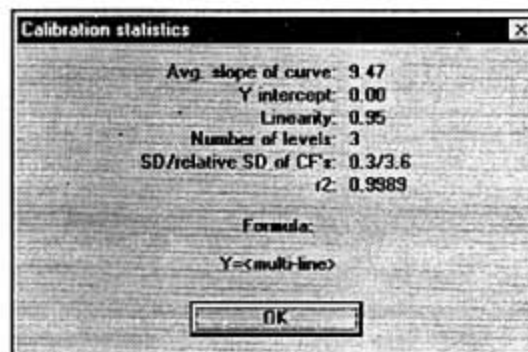 Calibration statistics
Avg. slope of curve: 9.47
Y intercept: 0.00
Linearity: 0.95
Number of levels: 3
SD/relative SD of CF's: 0.3/3.6
r2: 0.9989
Formula:
Y=<multi-line>
OK